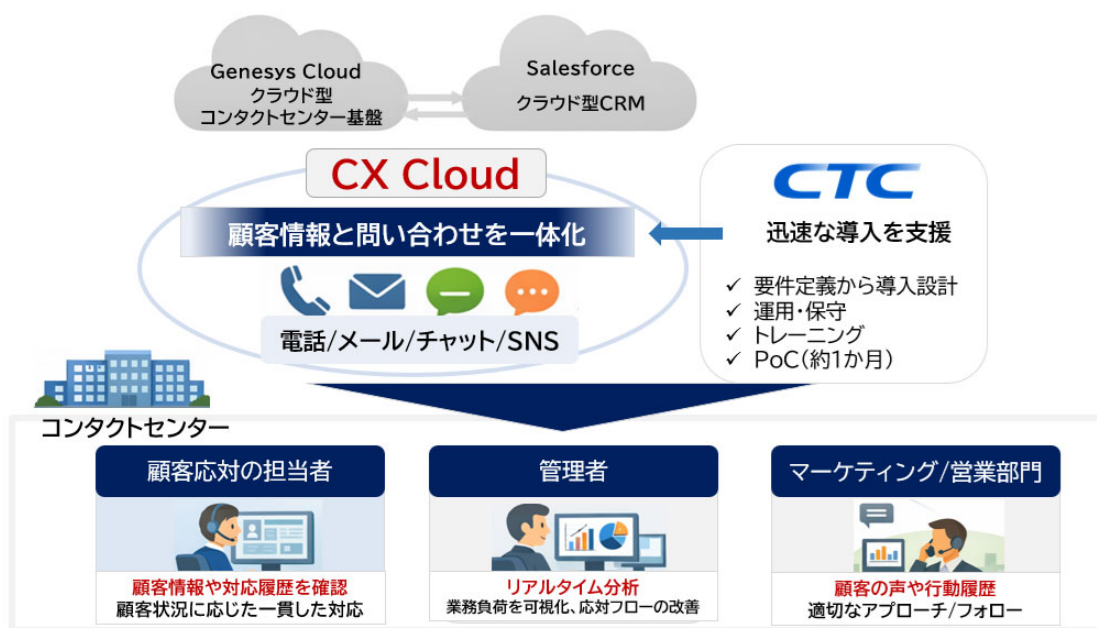 Genesys Cloud
クラウド型
コンタクトセンター基盤
Salesforce
クラウド型CRM
CX Cloud
顧客情報と問い合わせを一体化
電話/メール/チャット/SNS
CTC
迅速な導入を支援
✓ 要件定義から導入設計
✓ 運用・保守
✓ トレーニング
✓ PoC(約1か月)
コンタクトセンター
顧客応対の担当者
顧客情報や対応履歴を確認
顧客状況に応じた一貫した対応
管理者
リアルタイム分析
業務負荷を可視化、応対フローの改善
マーケティング/営業部門
顧客の声や行動履歴
適切なアプローチ/フォロー